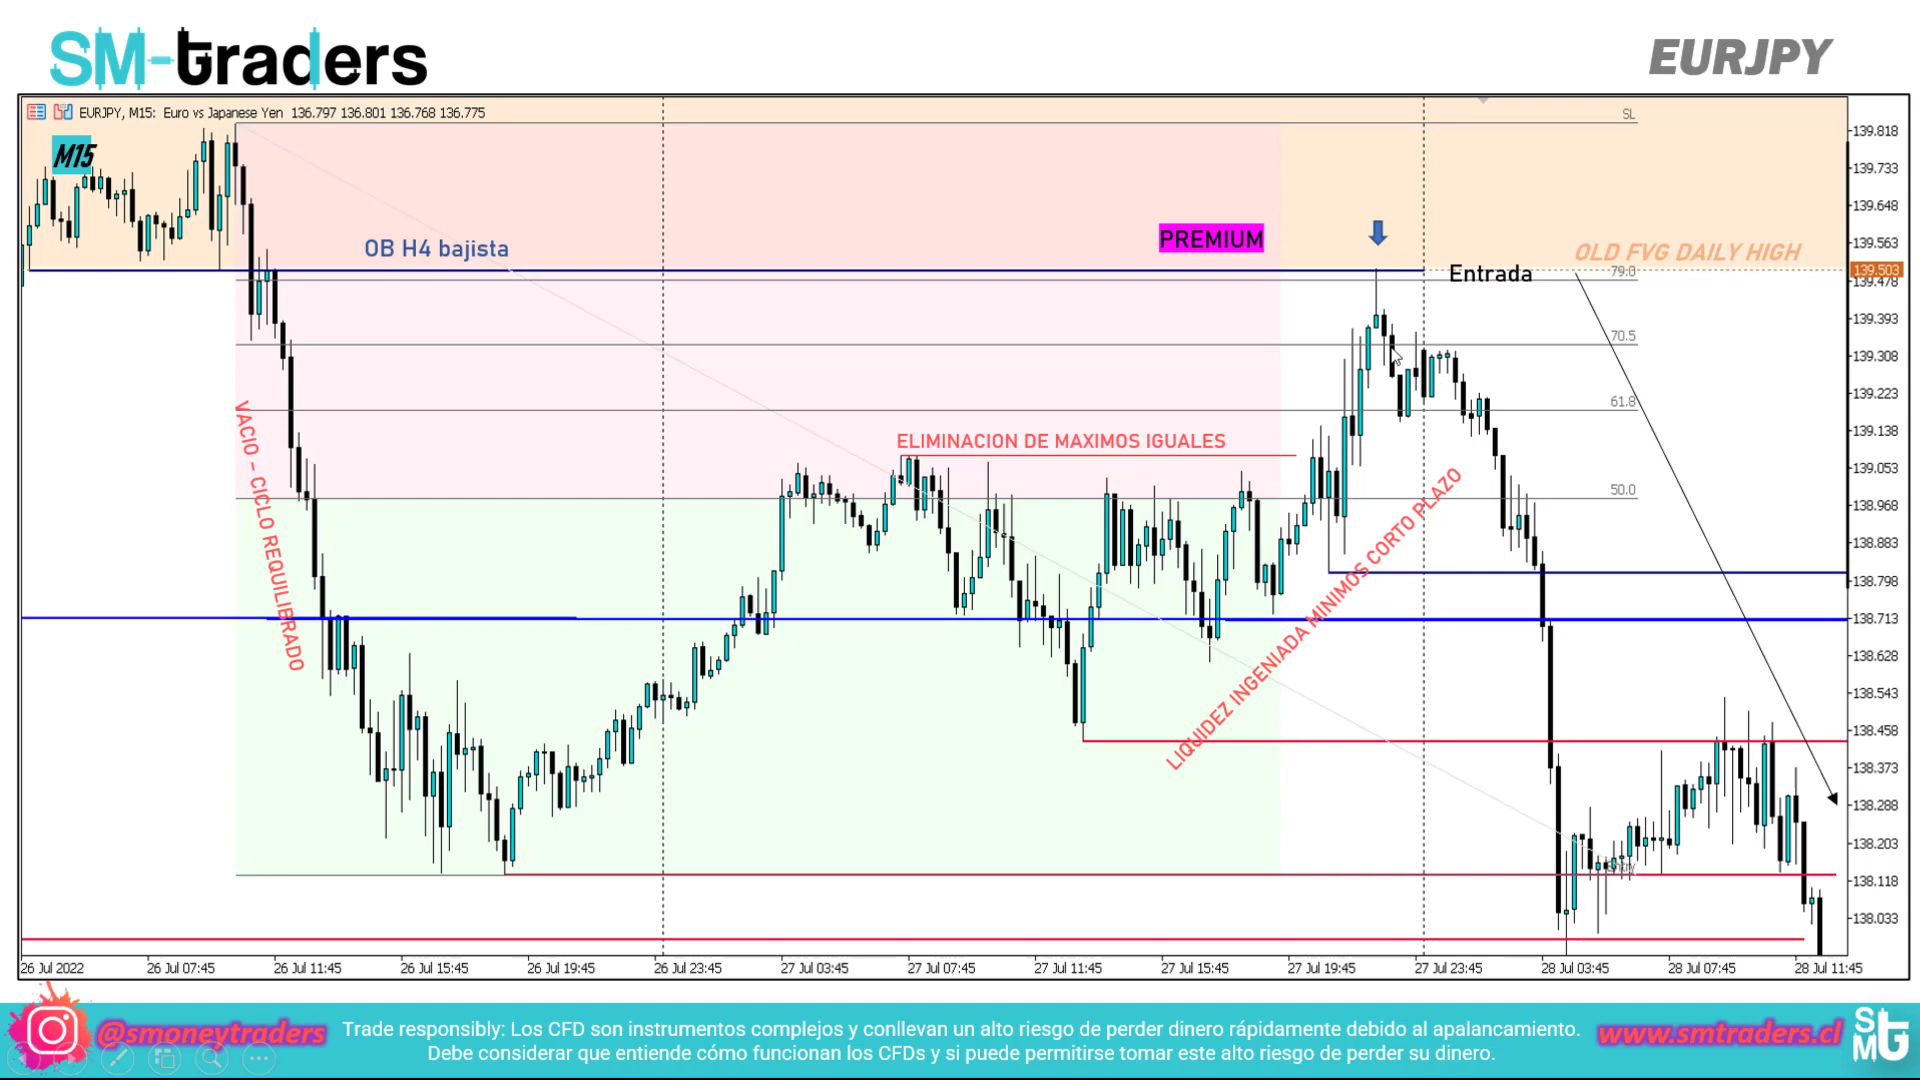 SM-traders
EURJPY
EURJPY, M15: Euro vs Japanese Yen 136.797 136.801 136.768 136.775
M15
SL
OB H4 bajista
PREMIUM
OLD FVG DAILY HIGH
Entrada
79.0
70.5
61.8
50.0
VACIO – CICLO REQUILIBRADO
ELIMINACION DE MAXIMOS IGUALES
LIQUIDEZ INGENIADA MINIMOS CORTO PLAZO
139.818
139.733
139.648
139.563
139.503
139.478
139.393
139.308
139.223
139.138
139.053
138.968
138.883
138.798
138.713
138.628
138.543
138.458
138.373
138.288
138.203
138.118
138.033
26 Jul 2022
26 Jul 07:45
26 Jul 11:45
26 Jul 15:45
26 Jul 19:45
26 Jul 23:45
27 Jul 03:45
27 Jul 07:45
27 Jul 11:45
27 Jul 15:45
27 Jul 19:45
27 Jul 23:45
28 Jul 03:45
28 Jul 07:45
28 Jul 11:45
@smoneytraders
Trade responsibly: Los CFD son instrumentos complejos y conllevan un alto riesgo de perder dinero rápidamente debido al apalancamiento.
Debe considerar que entiende cómo funcionan los CFDs y si puede permitirse tomar este alto riesgo de perder su dinero.
www.smtraders.cl